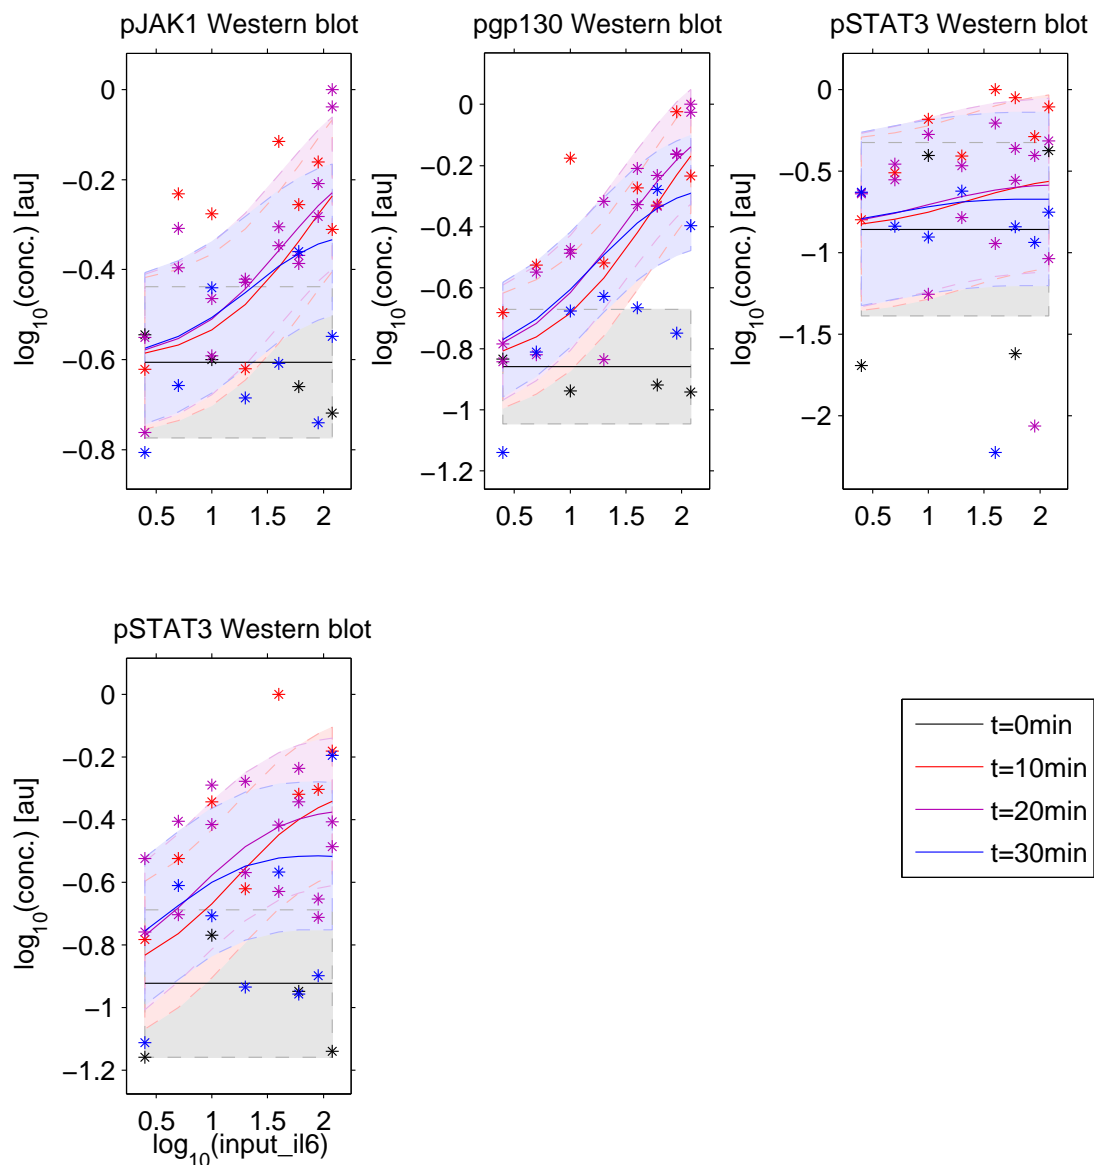 pJAK1 Western blot
0
−0.2
−0.4
−0.6
−0.8
log10(conc.) [au]
0.5 1 1.5 2
pgp130 Western blot
0
−0.2
−0.4
−0.6
−0.8
−1
−1.2
log10(conc.) [au]
0.5 1 1.5 2
pSTAT3 Western blot
0
−0.5
−1
−1.5
−2
log10(conc.) [au]
0.5 1 1.5 2
pSTAT3 Western blot
0
−0.2
−0.4
−0.6
−0.8
−1
−1.2
log10(conc.) [au]
0.5 1 1.5 2
log10(input_il6)
t=0min
t=10min
t=20min
t=30min